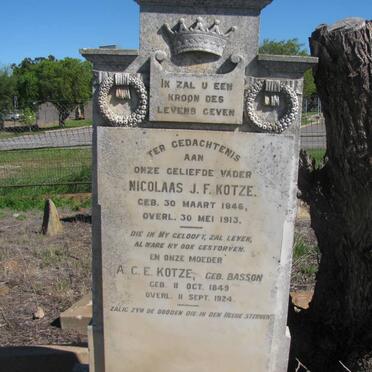 IK ZAL U EEN
KROON DES
LEVENS GEVEN
TER GEDACHTENIS
AAN
ONZE GELIEFDE VADER
NICOLAAS J. F. KOTZE.
GEB. 30 MAART 1846,
OVERL. 30 MEI 1913.
DIE IN MY GELOOFT, ZAL LEVEN,
AL WARE HY OOK GESTORVEN.
EN ONZE MOEDER
A. C. E. KOTZE, GEB. BASSON
GEB. 11 OCT. 1849
OVERL. 11 SEPT. 1924.
ZALIG ZYN DE DOODEN DIE IN DEN HEERE STERVEN.